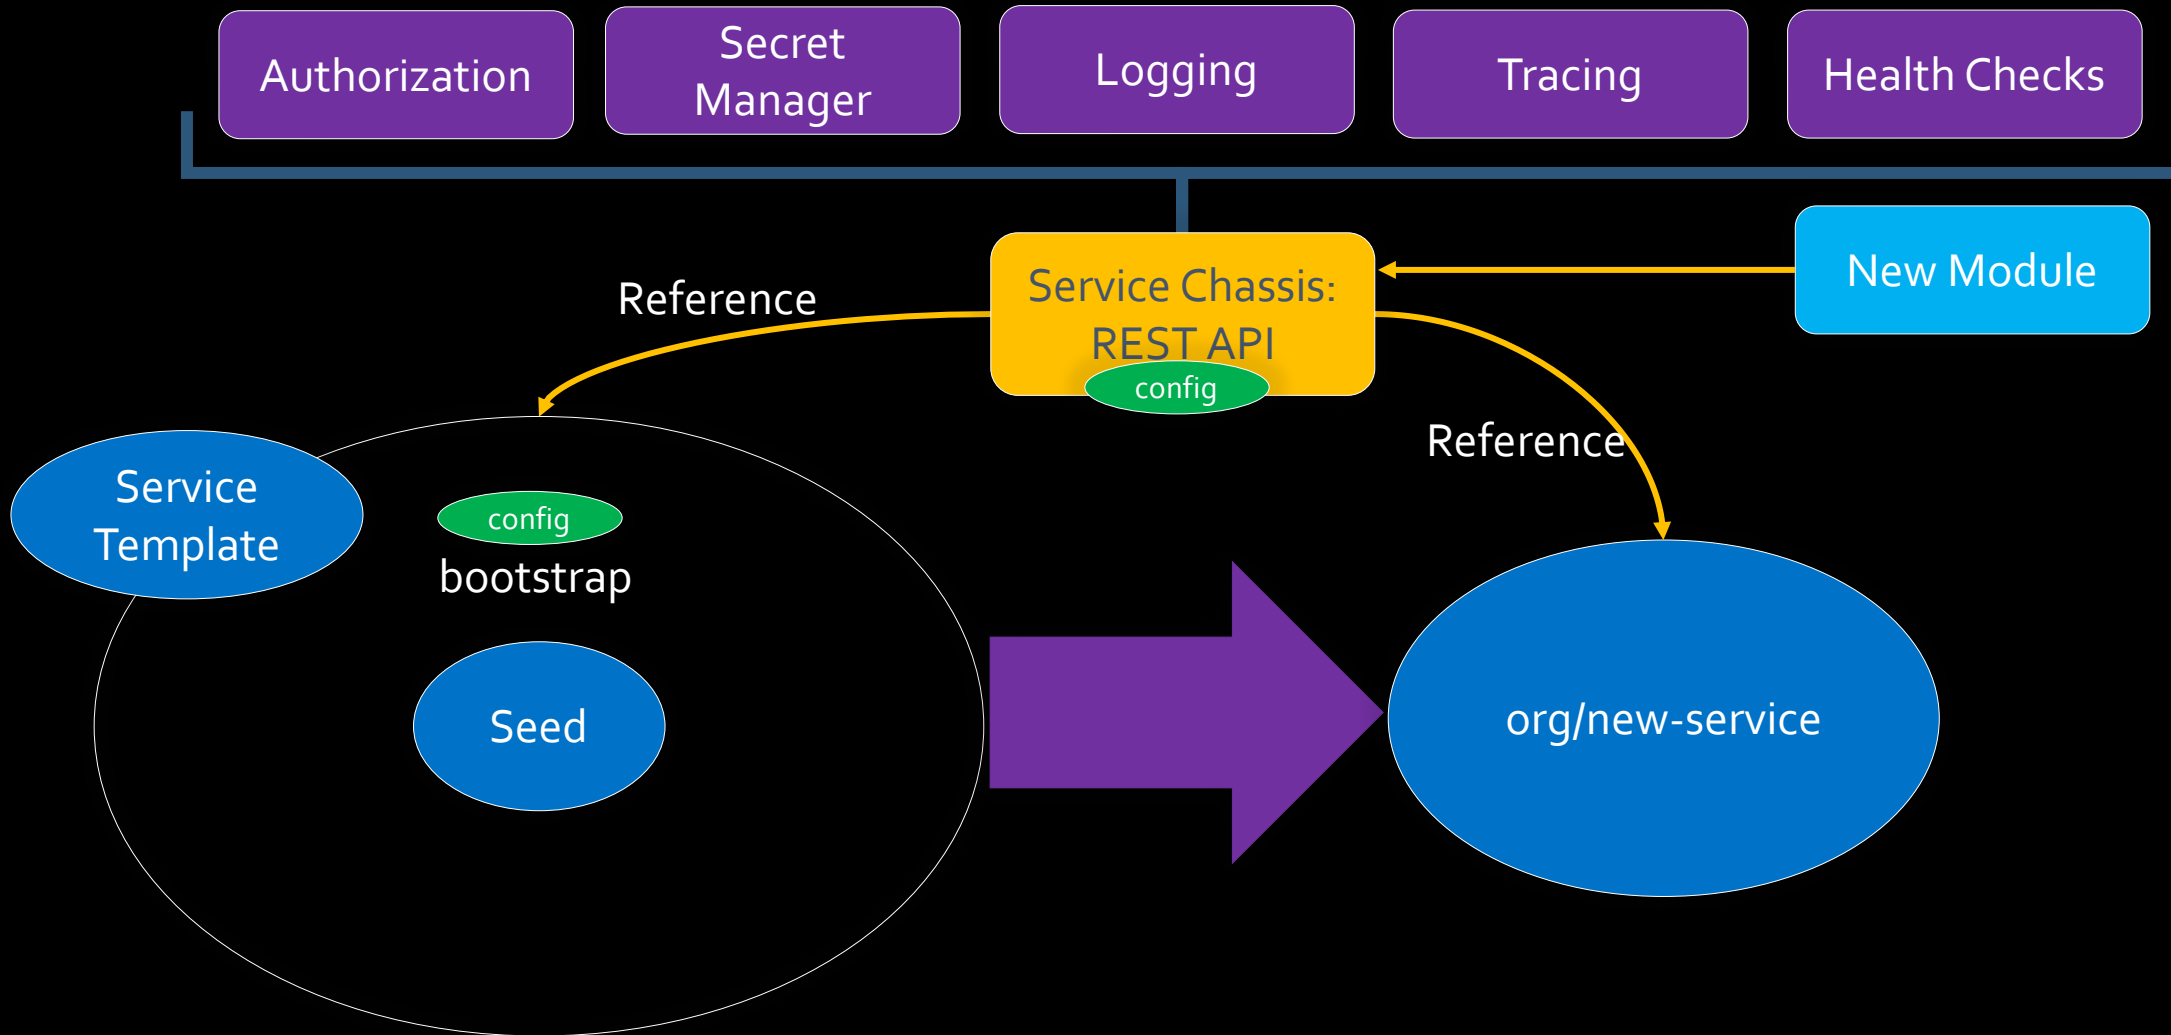 Authorization
Secret
Manager
Logging
Tracing
Health Checks
Service Chassis:
REST API
config
New Module
Reference
Reference
Service
Template
config
bootstrap
Seed
org/new-service